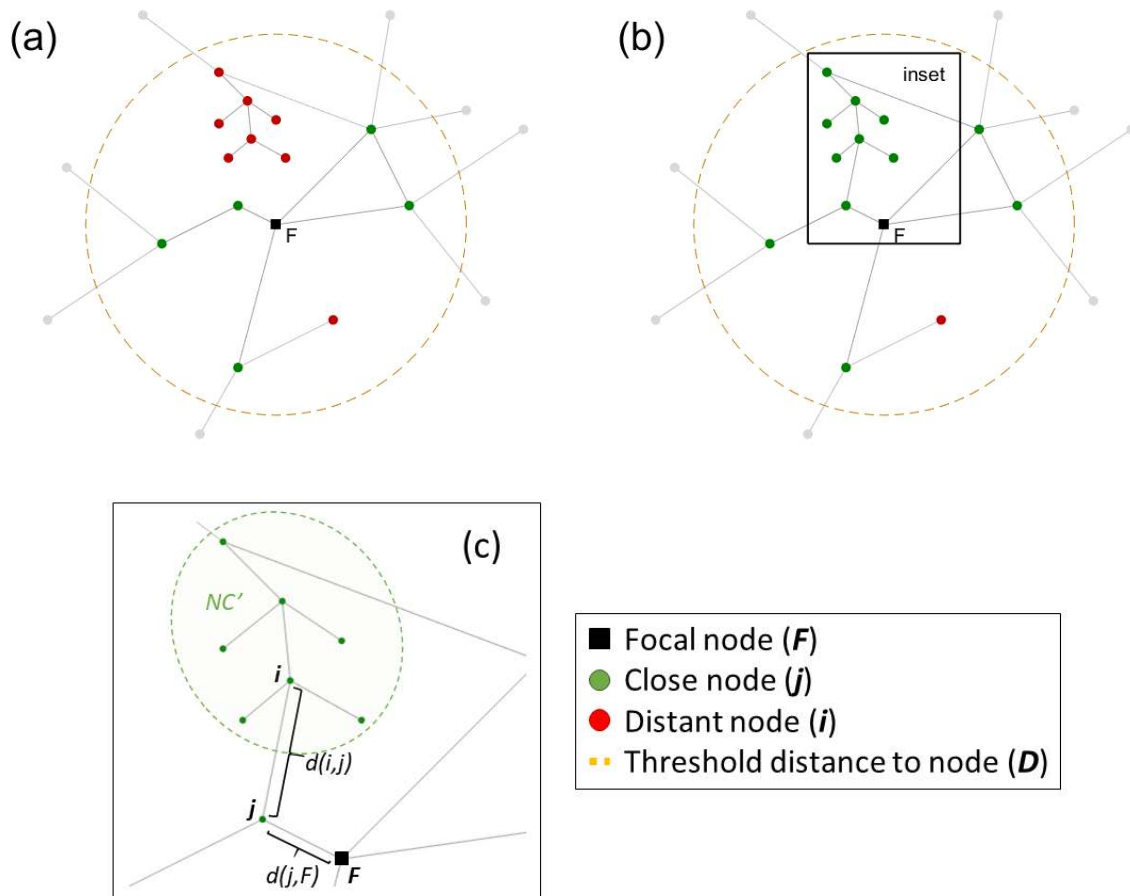 (a)
(b)
inset
F
F
(c)
NC'
i
d(i,j)
j
d(j,F)
F
Focal node (F)
Close node (j)
Distant node (i)
Threshold distance to node (D)